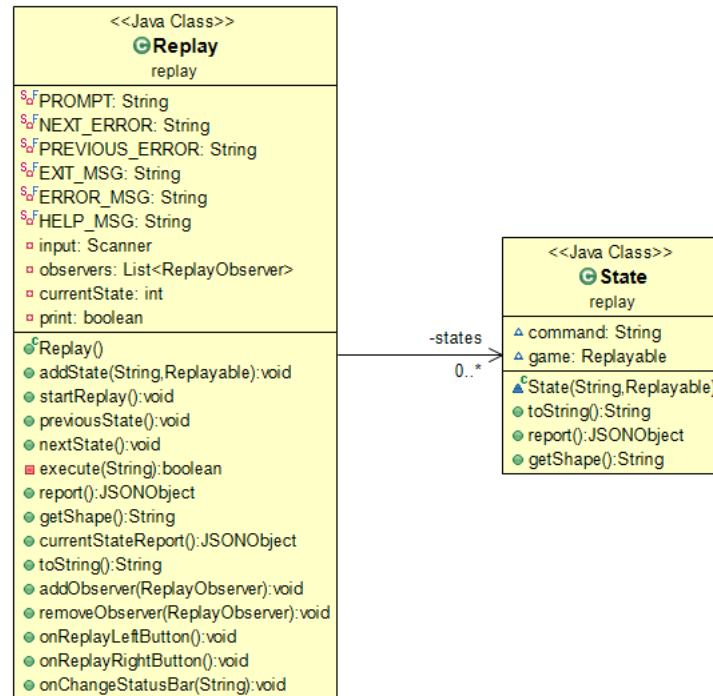 <<Java Class>>
Replay
replay
PROMPT: String
NEXT_ERROR: String
PREVIOUS_ERROR: String
EXIT_MSG: String
ERROR_MSG: String
HELP_MSG: String
input: Scanner
observers: List<ReplayObserver>
currentState: int
print: boolean
Replay()
addState(String,Replayable):void
startReplay():void
previousState():void
nextState():void
execute(String):boolean
report():JSONObject
getShape():String
currentStateReport():JSONObject
toString():String
addObserver(ReplayObserver):void
removeObserver(ReplayObserver):void
onReplayLeftButton():void
onReplayRightButton():void
onChangeStatusBar(String):void
-states
0..*
<<Java Class>>
State
replay
command: String
game: Replayable
State(String,Replayable)
toString():String
report():JSONObject
getShape():String